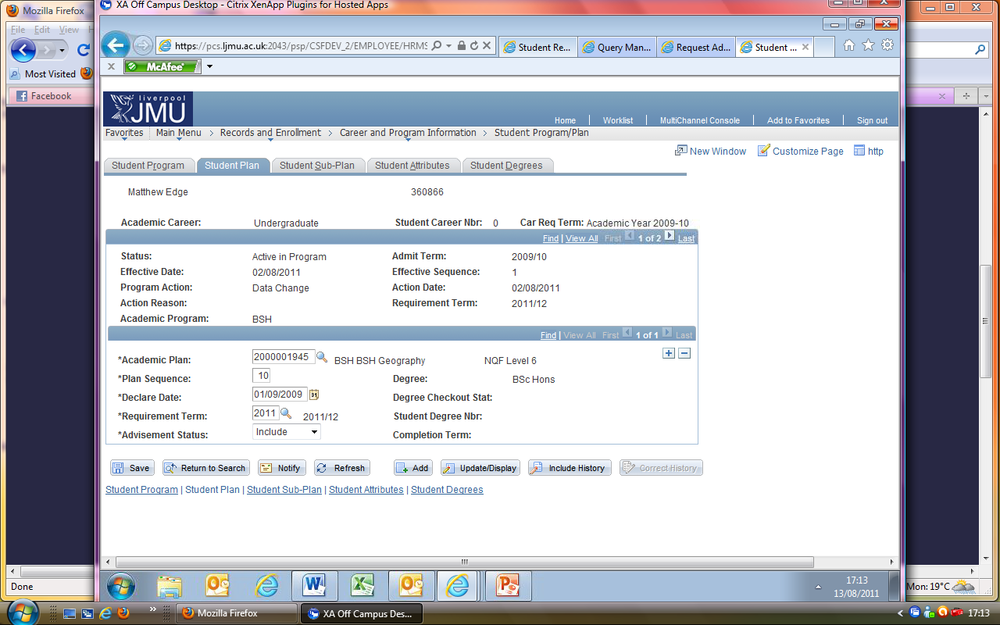 Mozilla Firefox
XA Off Campus Desktop - Citrix XenApp Plugins for Hosted Apps
File Edit View
https://pcs.ljmu.ac.uk:2043/psp/CSFDEV_2/EMPLOYEE/HRMS
Student Re... Query Man... Request Ad... Student ...
McAfee
Most Visited
Facebook
liverpool
JMU
Home Worklist MultiChannel Console Add to Favorites Sign out
Favorites Main Menu > Records and Enrollment > Career and Program Information > Student Program/Plan
New Window Customize Page http
Student Program Student Plan Student Sub-Plan Student Attributes Student Degrees
Matthew Edge 360866
Academic Career: Undergraduate Student Career Nbr: 0 Car Req Term: Academic Year 2009-10
Find | View All First 1 of 2 Last
Status: Active in Program Admit Term: 2009/10
Effective Date: 02/08/2011 Effective Sequence: 1
Program Action: Data Change Action Date: 02/08/2011
Action Reason: Requirement Term: 2011/12
Academic Program: BSH
Find | View All First 1 of 1 Last
*Academic Plan: 2000001945 BSH BSH Geography NQF Level 6
*Plan Sequence: 10 Degree: BSc Hons
*Declare Date: 01/09/2009 31 Degree Checkout Stat:
*Requirement Term: 2011 2011/12 Student Degree Nbr:
*Advisement Status: Include Completion Term:
Save Return to Search Notify Refresh Add Update/Display Include History Correct History
Student Program | Student Plan | Student Sub-Plan | Student Attributes | Student Degrees
17:13
13/08/2011
Done
Mon: 19°C
Mozilla Firefox XA Off Campus Des... 17:13